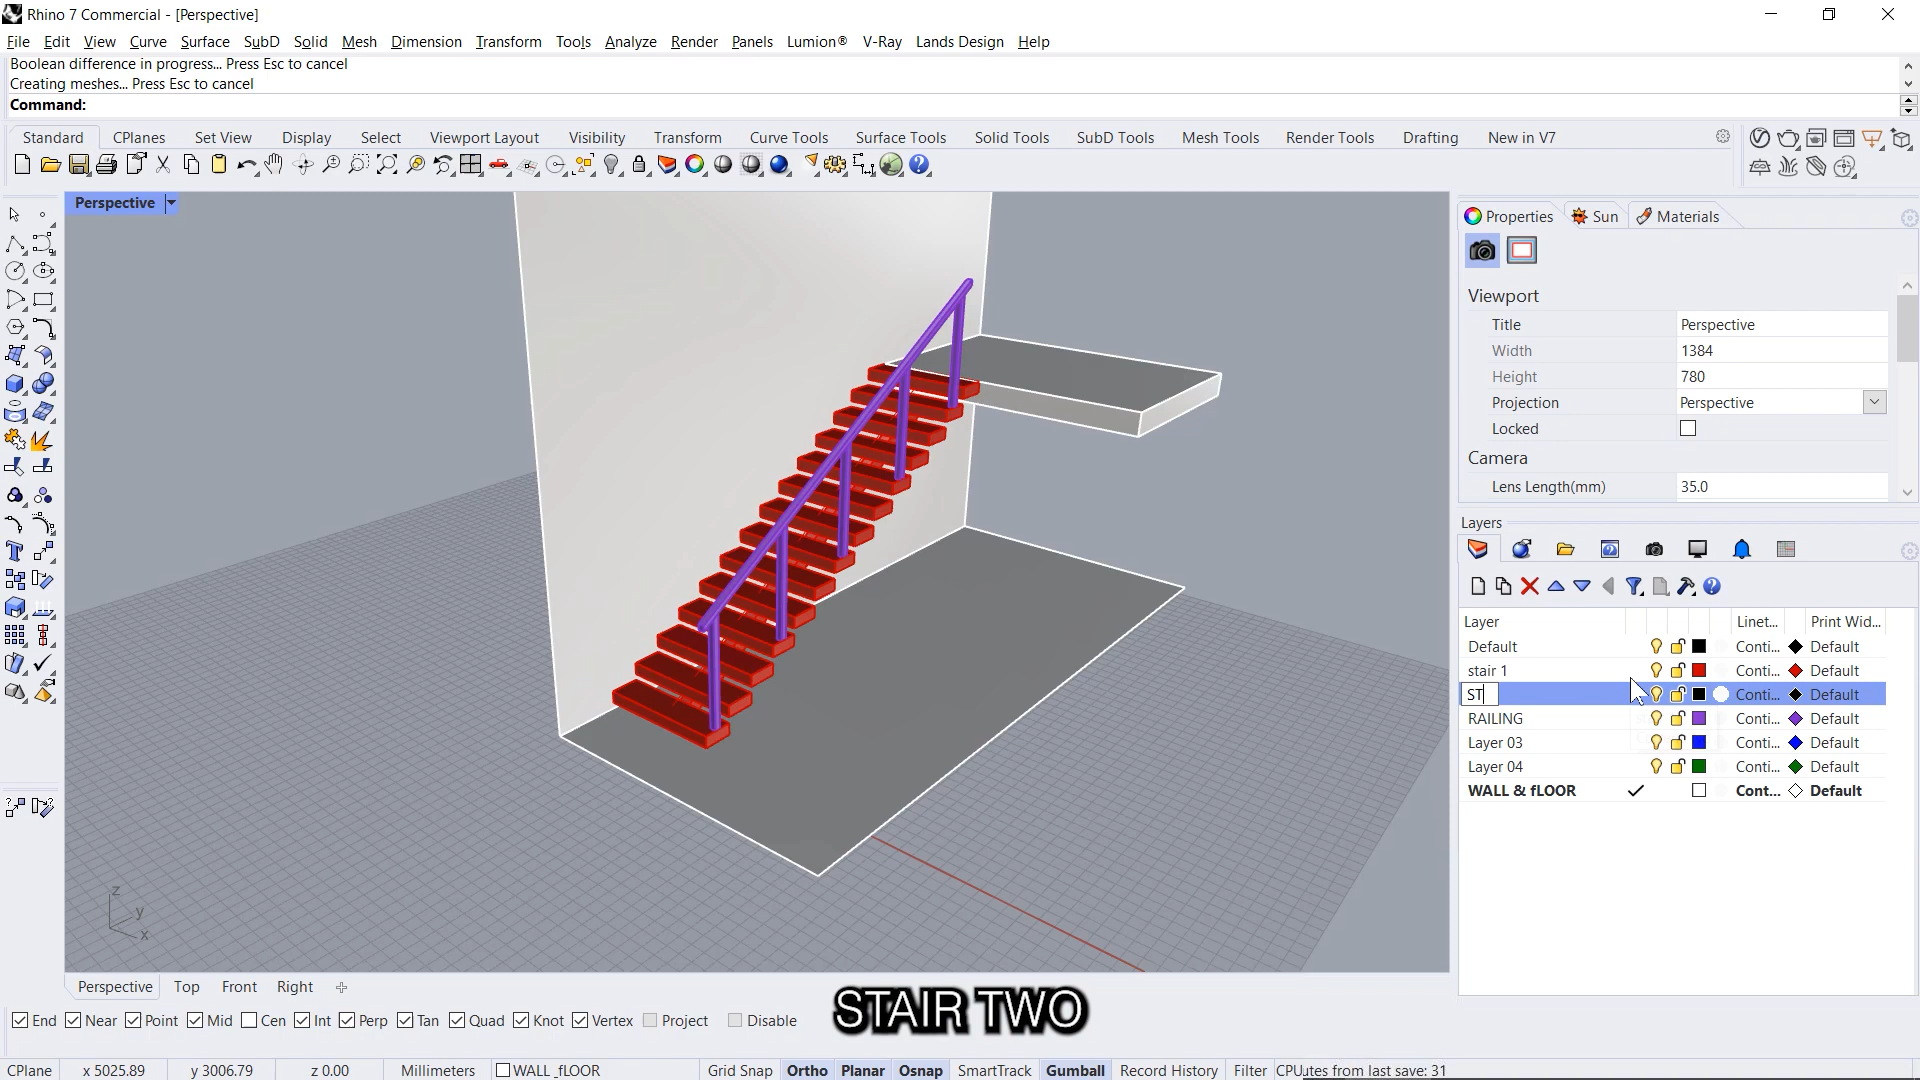 Rhino 7 Commercial - [Perspective]
File Edit View Curve Surface SubD Solid Mesh Dimension Transform Tools Analyze Render Panels Lumion® V-Ray Lands Design Help
Boolean difference in progress... Press Esc to cancel
Creating meshes... Press Esc to cancel
Command:
Standard CPlanes Set View Display Select Viewport Layout Visibility Transform Curve Tools Surface Tools Solid Tools SubD Tools Mesh Tools Render Tools Drafting New in V7
Perspective
Properties Sun Materials
Viewport
Title Perspective
Width 1384
Height 780
Projection Perspective
Locked
Camera
Lens Length(mm) 35.0
Layers
Layer Linet... Print Wid...
Default Conti... Default
stair 1 Conti... Default
ST Conti... Default
RAILING Conti... Default
Layer 03 Conti... Default
Layer 04 Conti... Default
WALL & fLOOR Cont... Default
z
y
x
Perspective Top Front Right
STAIR TWO
End Near Point Mid Cen Int Perp Tan Quad Knot Vertex Project Disable
CPlane x 5025.89 y 3006.79 z 0.00 Millimeters WALL _fLOOR Grid Snap Ortho Planar Osnap SmartTrack Gumball Record History Filter CPUutes from last save: 31